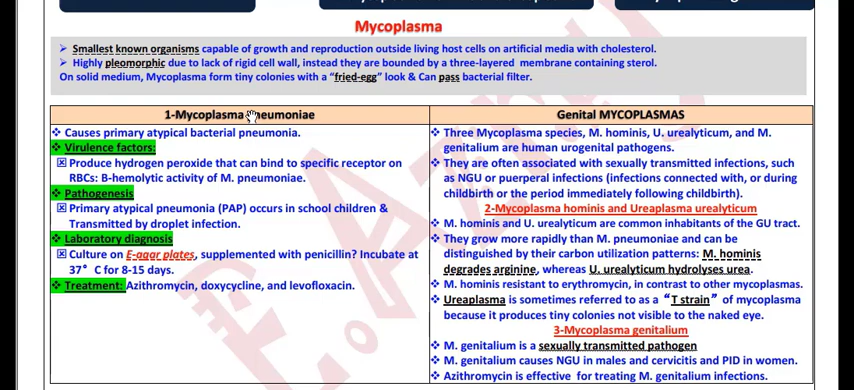 Mycoplasma
➢ Smallest known organisms capable of growth and reproduction outside living host cells on artificial media with cholesterol.
➢ Highly pleomorphic due to lack of rigid cell wall, instead they are bounded by a three-layered membrane containing sterol.
On solid medium, Mycoplasma form tiny colonies with a "fried-egg" look & Can pass bacterial filter.
1-Mycoplasma pneumoniae
❖ Causes primary atypical bacterial pneumonia.
❖ Virulence factors:
☒ Produce hydrogen peroxide that can bind to specific receptor on
RBCs: B-hemolytic activity of M. pneumoniae.
❖ Pathogenesis
☒ Primary atypical pneumonia (PAP) occurs in school children &
Transmitted by droplet infection.
❖ Laboratory diagnosis
☒ Culture on E-agar plates, supplemented with penicillin? Incubate at
37° C for 8-15 days.
❖ Treatment: Azithromycin, doxycycline, and levofloxacin.
Genital MYCOPLASMAS
❖ Three Mycoplasma species, M. hominis, U. urealyticum, and M.
genitalium are human urogenital pathogens.
❖ They are often associated with sexually transmitted infections, such
as NGU or puerperal infections (infections connected with, or during
childbirth or the period immediately following childbirth).
2-Mycoplasma hominis and Ureaplasma urealyticum
❖ M. hominis and U. urealyticum are common inhabitants of the GU tract.
❖ They grow more rapidly than M. pneumoniae and can be
distinguished by their carbon utilization patterns: M. hominis
degrades arginine, whereas U. urealyticum hydrolyses urea.
❖ M. hominis resistant to erythromycin, in contrast to other mycoplasmas.
❖ Ureaplasma is sometimes referred to as a "T strain" of mycoplasma
because it produces tiny colonies not visible to the naked eye.
3-Mycoplasma genitalium
❖ M. genitalium is a sexually transmitted pathogen
❖ M. genitalium causes NGU in males and cervicitis and PID in women.
❖ Azithromycin is effective for treating M. genitalium infections.